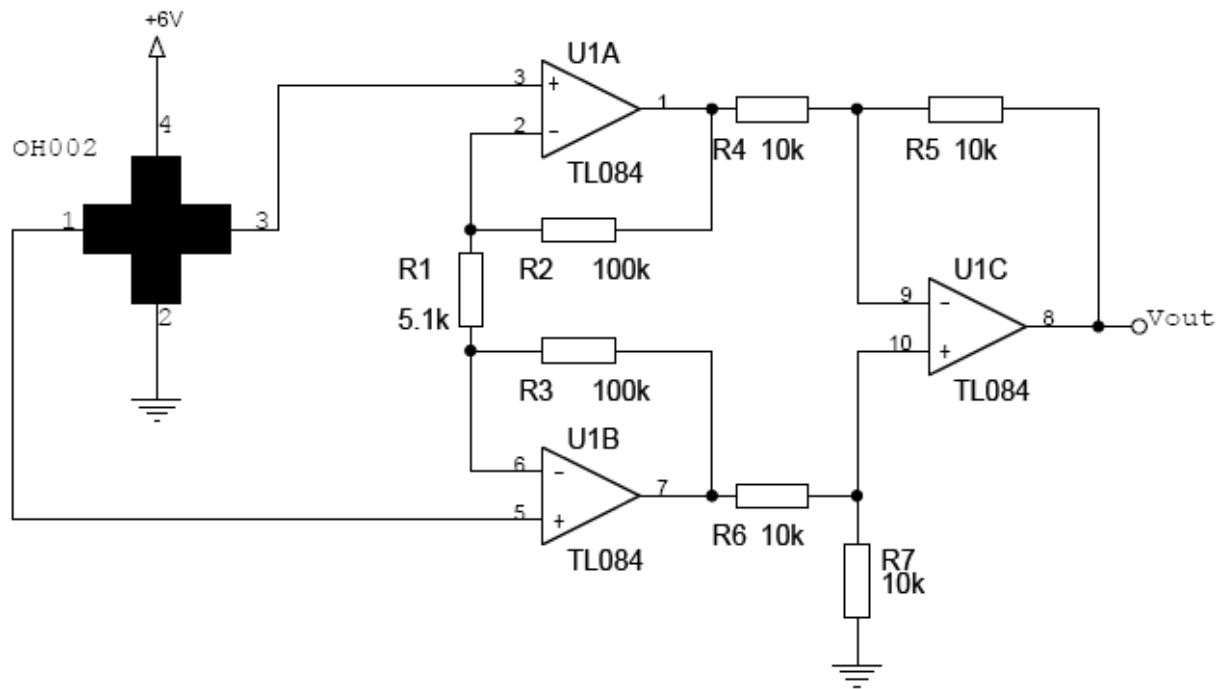 +6V
U1A
3
+
1
4
2
-
OH002
R4 10k
R5 10k
TL084
1
3
R1
R2 100k
U1C
5.1k
9
-
8
Vout
2
10
+
R3 100k
TL084
U1B
6
-
7
5
+
R6 10k
TL084
R7
10k